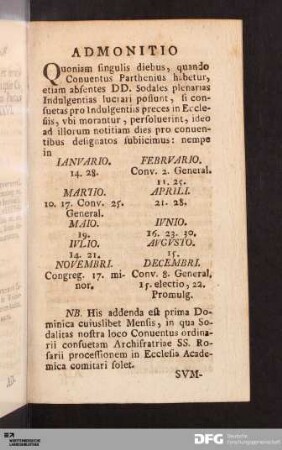 ADMONITIO
Quoniam singulis diebus, quando
Conuentus Parthenius habetur,
etiam absentes DD. Sodales plenarias
Indulgentias lucrari possunt, si con-
suetas pro Indulgentiis preces in Eccle-
siis, vbi morantur, persoluerint, ideo
ad illorum notitiam dies pro conuen-
tibus designatos subiicimus: nempe
in
IANVARIO. FEBRVARIO.
14. 28. Conv. 2. General.
11. 25.
MARTIO. APRILI.
10. 17. Conv. 25. 21. 28.
General.
MAIO. IVNIO.
19. 16. 23. 30.
IVLIO. AVGVSTO.
14. 21. 15.
NOVEMBRI. DECEMBRI.
Congreg. 17. mi- Conv. 8. General,
nor. 15. electio, 22.
Promulg.
NB. His addenda est prima Do-
minica cuiuslibet Mensis, in qua So-
dalitas nostra loco Conuentus ordina-
rii consuetam Archifratriae SS. Ro-
sarii processionem in Ecclesia Acade-
mica comitari solet.
SVM-
DFG Deutsche
Forschungsgemeinschaft